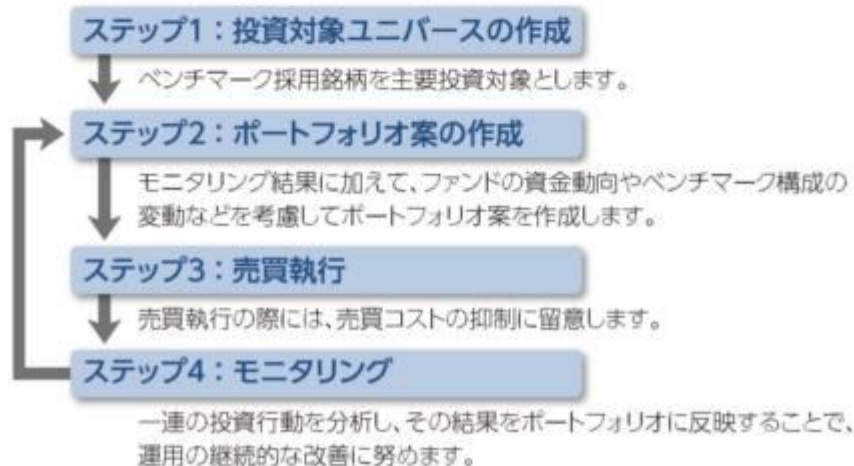 ステップ1：投資対象ユニバースの作成
ベンチマーク採用銘柄を主要投資対象とします。
ステップ2：ポートフォリオ案の作成
モニタリング結果に加えて、ファンドの資金動向やベンチマーク構成の
変動などを考慮してポートフォリオ案を作成します。
ステップ3：売買執行
売買執行の際には、売買コストの抑制に留意します。
ステップ4：モニタリング
一連の投資行動を分析し、その結果をポートフォリオに反映することで、
運用の継続的な改善に努めます。